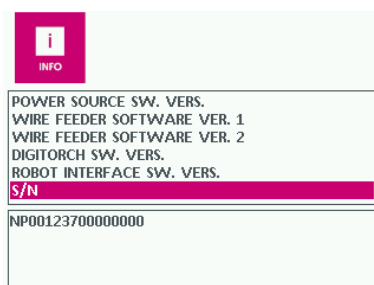 i
INFO
POWER SOURCE SW. VERS.
WIRE FEEDER SOFTWARE VER. 1
WIRE FEEDER SOFTWARE VER. 2
DIGITORCH SW. VERS.
ROBOT INTERFACE SW. VERS.
S/N
NP00123700000000